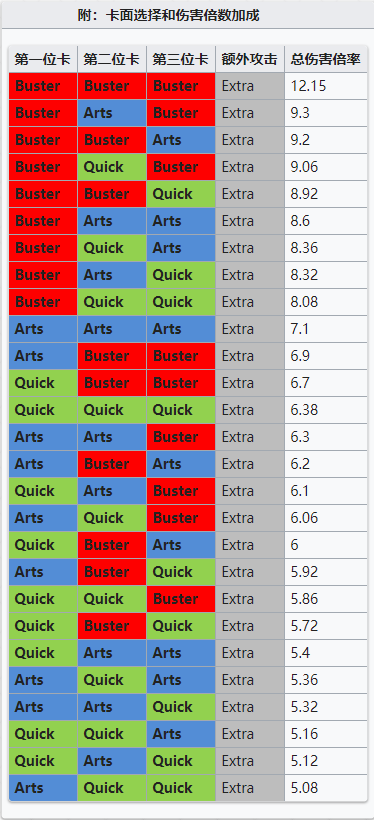 附：卡面选择和伤害倍数加成
第一位卡 第二位卡 第三位卡 额外攻击 总伤害倍率
Buster Buster Buster Extra 12.15
Buster Arts Buster Extra 9.3
Buster Buster Arts Extra 9.2
Buster Quick Buster Extra 9.06
Buster Buster Quick Extra 8.92
Buster Arts Arts Extra 8.6
Buster Quick Arts Extra 8.36
Buster Arts Quick Extra 8.32
Buster Quick Quick Extra 8.08
Arts Arts Arts Extra 7.1
Arts Buster Buster Extra 6.9
Quick Buster Buster Extra 6.7
Quick Quick Quick Extra 6.38
Arts Arts Buster Extra 6.3
Arts Buster Arts Extra 6.2
Quick Arts Buster Extra 6.1
Arts Quick Buster Extra 6.06
Quick Buster Arts Extra 6
Arts Buster Quick Extra 5.92
Quick Quick Buster Extra 5.86
Quick Buster Quick Extra 5.72
Quick Arts Arts Extra 5.4
Arts Quick Arts Extra 5.36
Arts Arts Quick Extra 5.32
Quick Quick Arts Extra 5.16
Quick Arts Quick Extra 5.12
Arts Quick Quick Extra 5.08